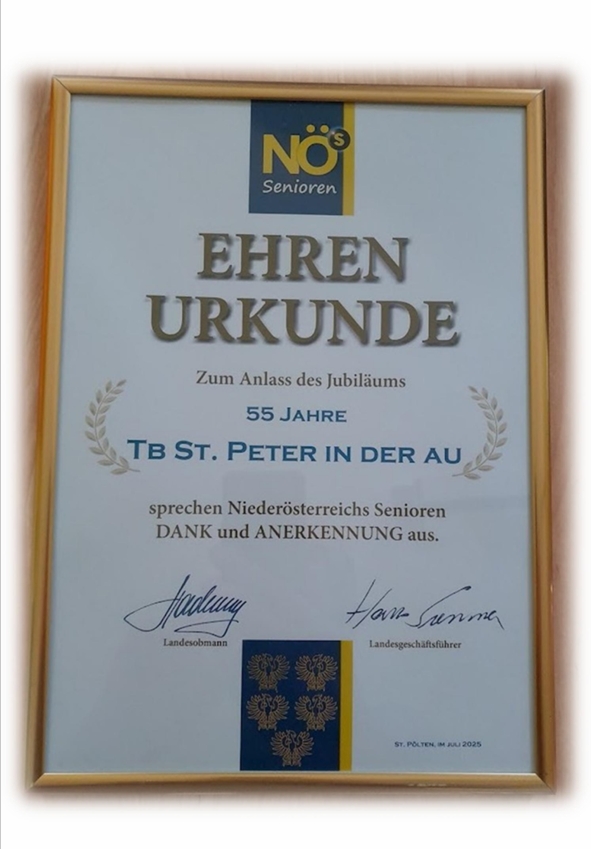 NÖs
Senioren
EHREN
URKUNDE
Zum Anlass des Jubiläums
55 JAHRE
TB ST. PETER IN DER AU
sprechen Niederösterreichs Senioren
DANK und ANERKENNUNG aus.
Landesobmann
Landesgeschäftsführer
ST. PÖLTEN, IM JULI 2025